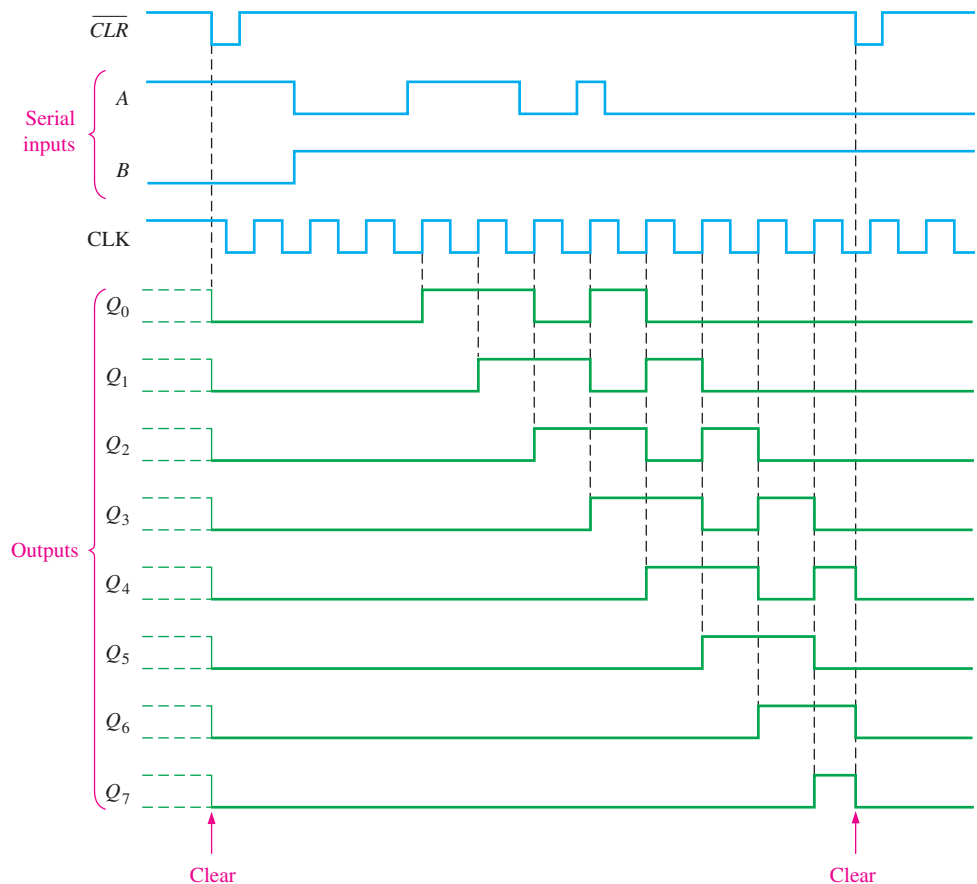 CLR
A
Serial
inputs
B
CLK
Q0
Q1
Q2
Q3
Outputs
Q4
Q5
Q6
Q7
Clear Clear